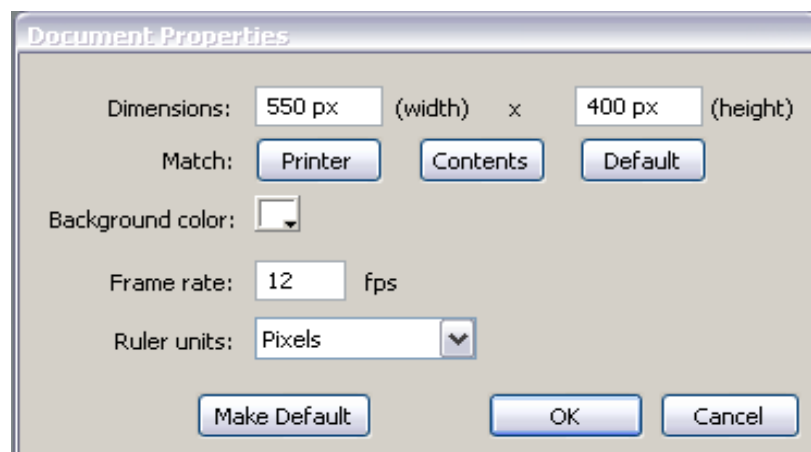 Document Properties
Dimensions: 550 px (width) x 400 px (height)
Match: Printer Contents Default
Background color:
Frame rate: 12 fps
Ruler units: Pixels
Make Default OK Cancel